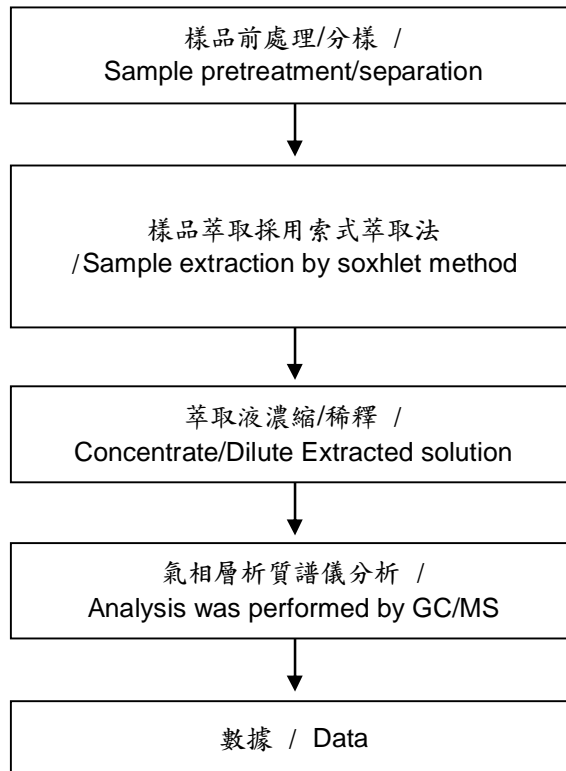 樣品前處理/分樣 /
Sample pretreatment/separation
樣品萃取採用索式萃取法
/Sample extraction by soxhlet method
萃取液濃縮/稀釋 /
Concentrate/Dilute Extracted solution
氣相層析質譜儀分析 /
Analysis was performed by GC/MS
數據 / Data